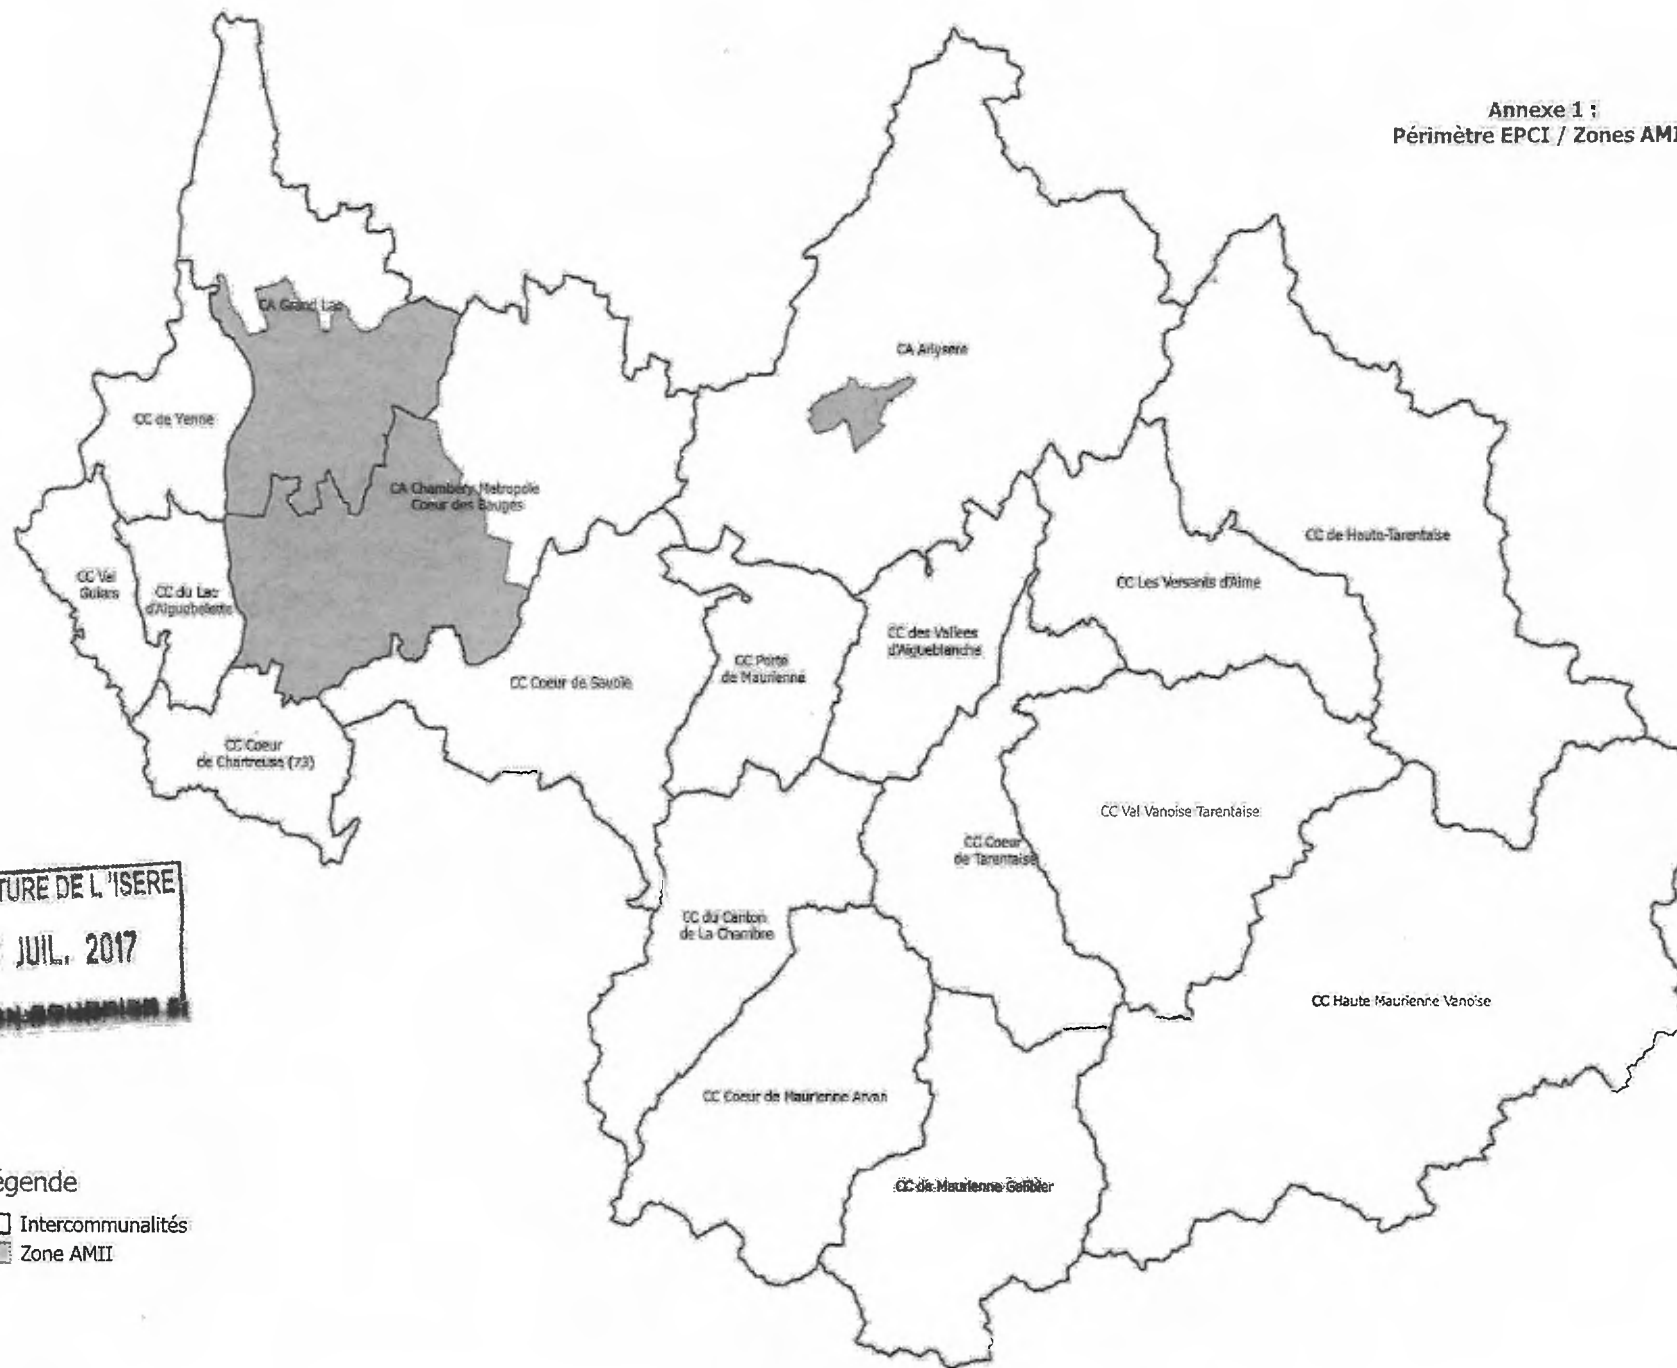 Annexe 1 :
Périmètre EPCI / Zones AMI
CA Grand Lac
CA Arlysère
CC de Yenne
CA Chambéry Metropole
Coeur des Bauges
CC de Haute-Tarentaise
CC Val
Guiers
CC du Lac
d'Aiguebelette
CC Les Versants d'Aime
CC des Vallees
d'Aigueblanche
CC Porte
de Maurienne
CC Coeur de Savoie
CC Coeur
de Chartreuse (73)
CC Val Vanoise Tarentaise
CC Coeur
de Tarentaise
TURE DE L'ISERE
JUIL. 2017
CC du Canton
de La Chambre
CC Haute Maurienne Vanoise
CC Coeur de Maurienne Arvan
CC de Maurienne Galibier
égende
Intercommunalités
Zone AMII